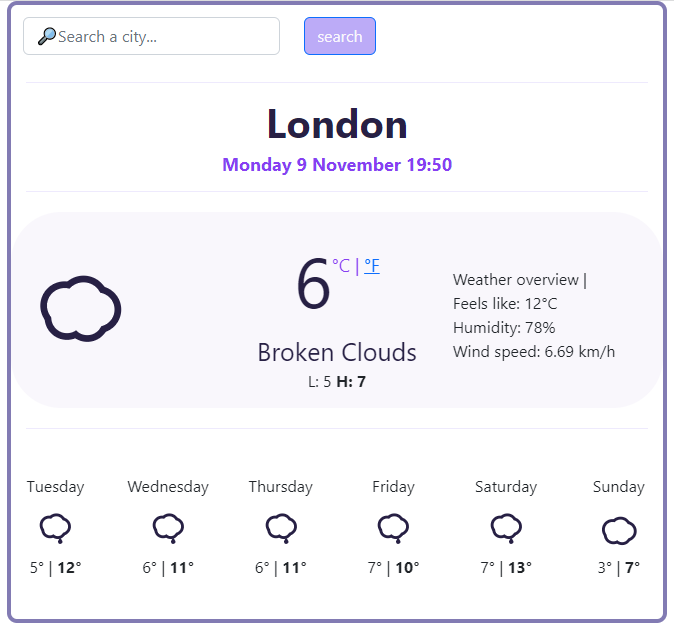 🔎Search a city... search
London
Monday 9 November 19:50
6 °C | °F
Broken Clouds
L: 5 H: 7
Weather overview |
Feels like: 12°C
Humidity: 78%
Wind speed: 6.69 km/h
Tuesday Wednesday Thursday Friday Saturday Sunday
5° | 12° 6° | 11° 6° | 11° 7° | 10° 7° | 13° 3° | 7°